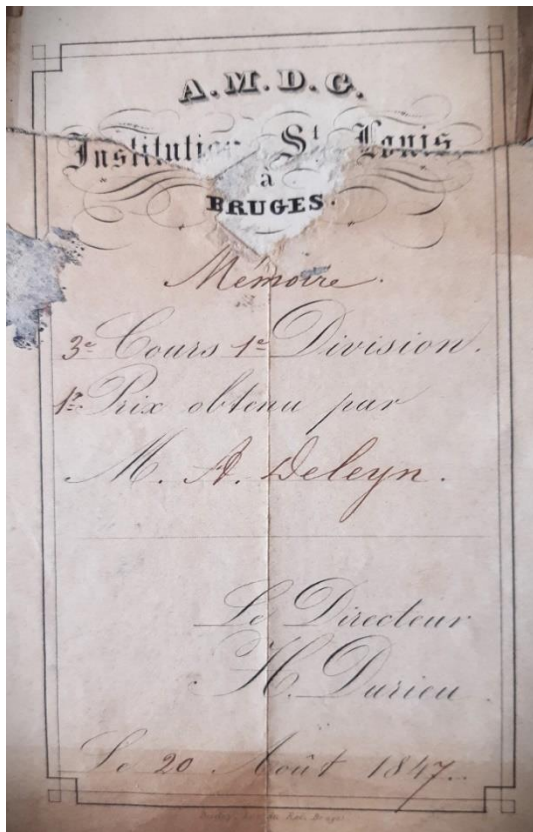 A.M.D.G.
Institution St Louis
à
BRUGES.
Mémoire.
3e Cours 1e Division.
1r Prix obtenu par
M. A. Deleyn.
Le Directeur
H. Durieu
Le 20 Août 1847.